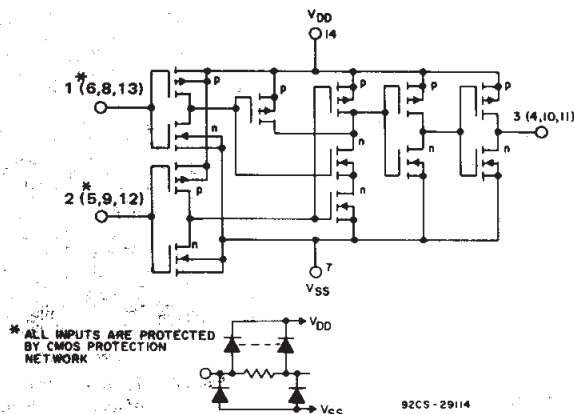 VDD
14
p
p
p
p
p
1 * (6,8,13)
3 (4,10,11)
n
n
n
n
2 * (5,9,12)
p
n
n
7
VSS
* ALL INPUTS ARE PROTECTED
BY CMOS PROTECTION
NETWORK
VDD
VSS
92CS-29114